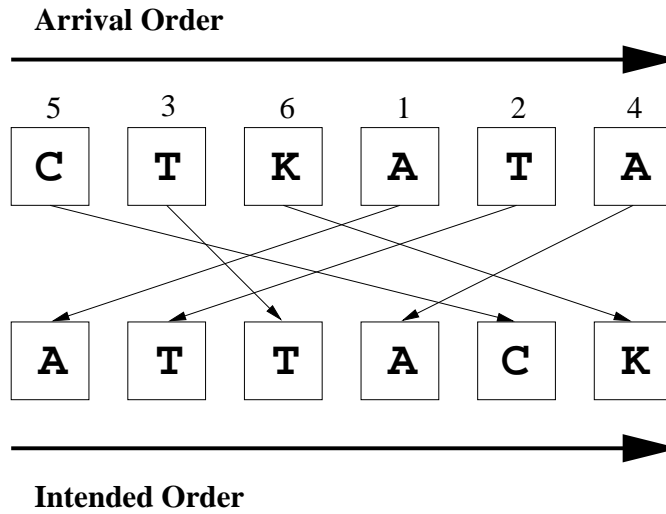 Arrival Order
5 3 6 1 2 4
C T K A T A
A T T A C K
Intended Order